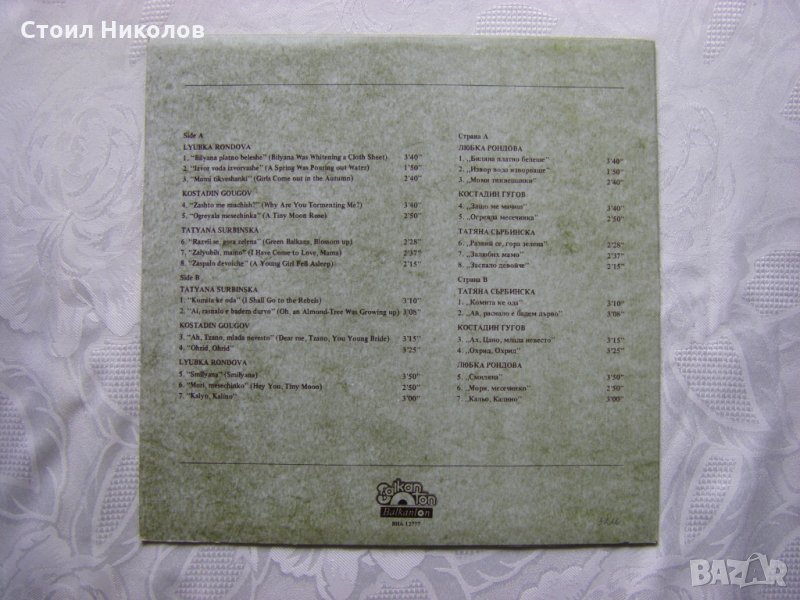 Стоил Николов
Side A
LYUBKA RONDOVA
1. "Bilyana platno beleshe" (Bilyana Was Whitening a Cloth Sheet) 3'40"
2. "Izvor voda izvorvashe" (A Spring Was Pouring out Water) 1'50"
3. "Momi tikveshanki" (Girls Come out in the Autumn) 2'40"
KOSTADIN GOUGOV
4. "Zashto me muchish?" (Why Are You Tormenting Me?) 3'40"
5. "Ogreyala mesechinka" (A Tiny Moon Rose) 2'50"
TATYANA SURBINSKA
6. "Razvii se, gora zelena" (Green Balkans, Blossom up) 2'28"
7. "Zalyubih, mamo" (I Have Come to Love, Mama) 2'37"
8. "Zaspalo devoiche" (A Young Girl Fell Asleep) 2'15"
Side B
TATYANA SURBINSKA
1. "Komita ke oda" (I Shall Go to the Rebels) 3'10"
2. "Ai, rasnalo e badem durvo" (Oh, an Almond-Tree Was Growing up) 3'08"
KOSTADIN GOUGOV
3. "Ah, Tzano, mlada nevesto" (Dear me, Tzano, You Young Bride) 3'15"
4. "Ohrid, Ohrid" 3'25"
LYUBKA RONDOVA
5. "Smilyana" (Smilyana) 3'50"
6. "Mori, mesechinko" (Hey You, Tiny Moon) 2'50"
7. "Kalyo, Kalino" 3'00"
Страна А
ЛЮБКА РОНДОВА
1. „Биляна платно белеше" 3'40"
2. „Извор вода извираше" 1'50"
3. „Моми тиквешанки" 2'40"
КОСТАДИН ГУГОВ
4. „Защо ме мачиш" 3'40"
5. „Огреяла месечинка" 2'50"
ТАТЯНА СЪРБИНСКА
6. „Развий се, гора зелена" 2'28"
7. „Залюбих мамо" 2'37"
8. „Заспало девойче" 2'15"
Страна В
ТАТЯНА СЪРБИНСКА
1. „Комита ке ода" 3'10"
2. „Ай, раснало е бадем дърво" 3'08"
КОСТАДИН ГУГОВ
3. „Ах, Цано, млада невесто" 3'15"
4. „Охрид, Охрид" 3'25"
ЛЮБКА РОНДОВА
5. „Смиляна" 3'50"
6. „Мори, месечинко" 2'50"
7. „Кальо, Калино" 3'00"
Balkan
ton
Balkanton
ВНА 12777
BAZAR